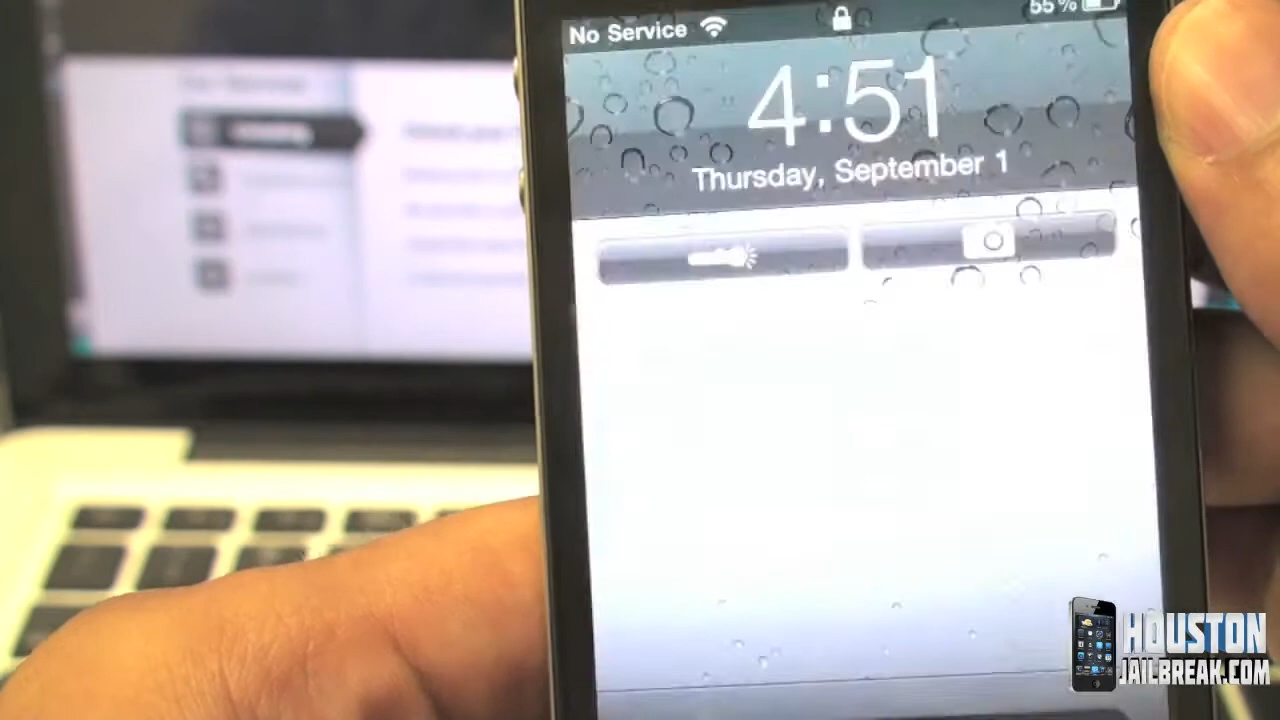 No Service
55%
4:51
Thursday, September 1
HOUSTON
JAILBREAK.COM